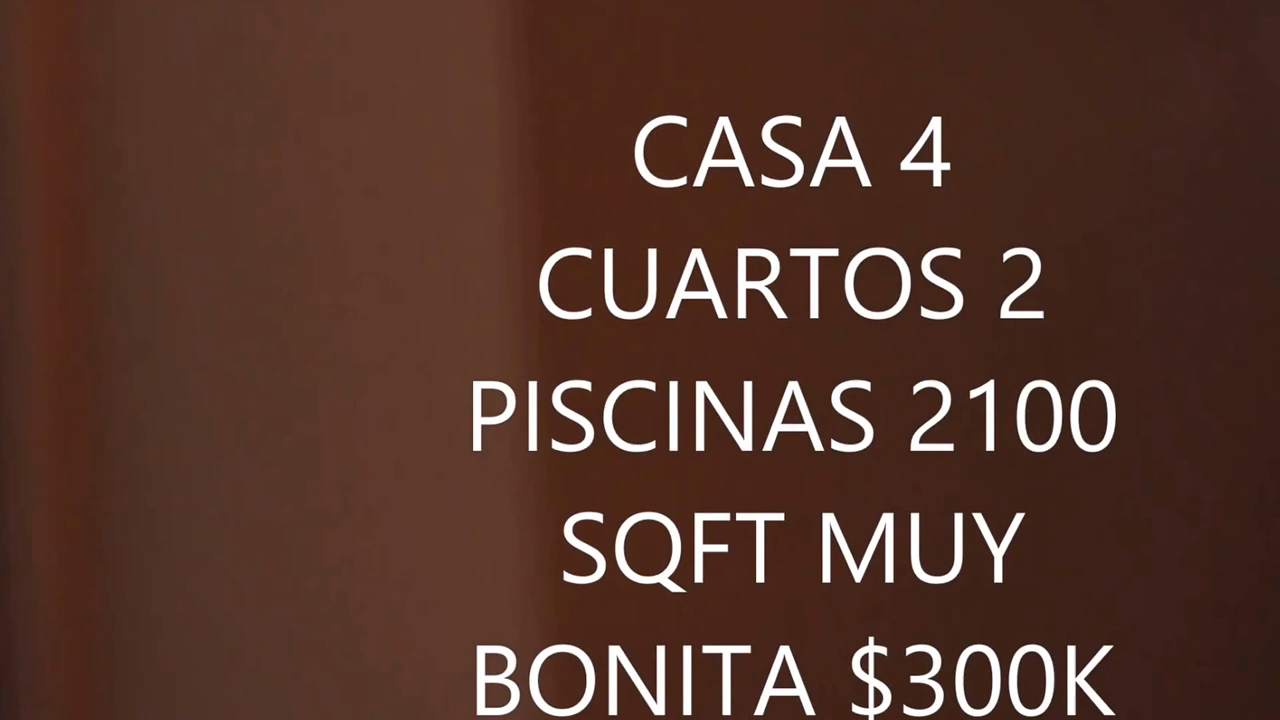 CASA 4
CUARTOS 2
PISCINAS 2100
SQFT MUY
BONITA $300K